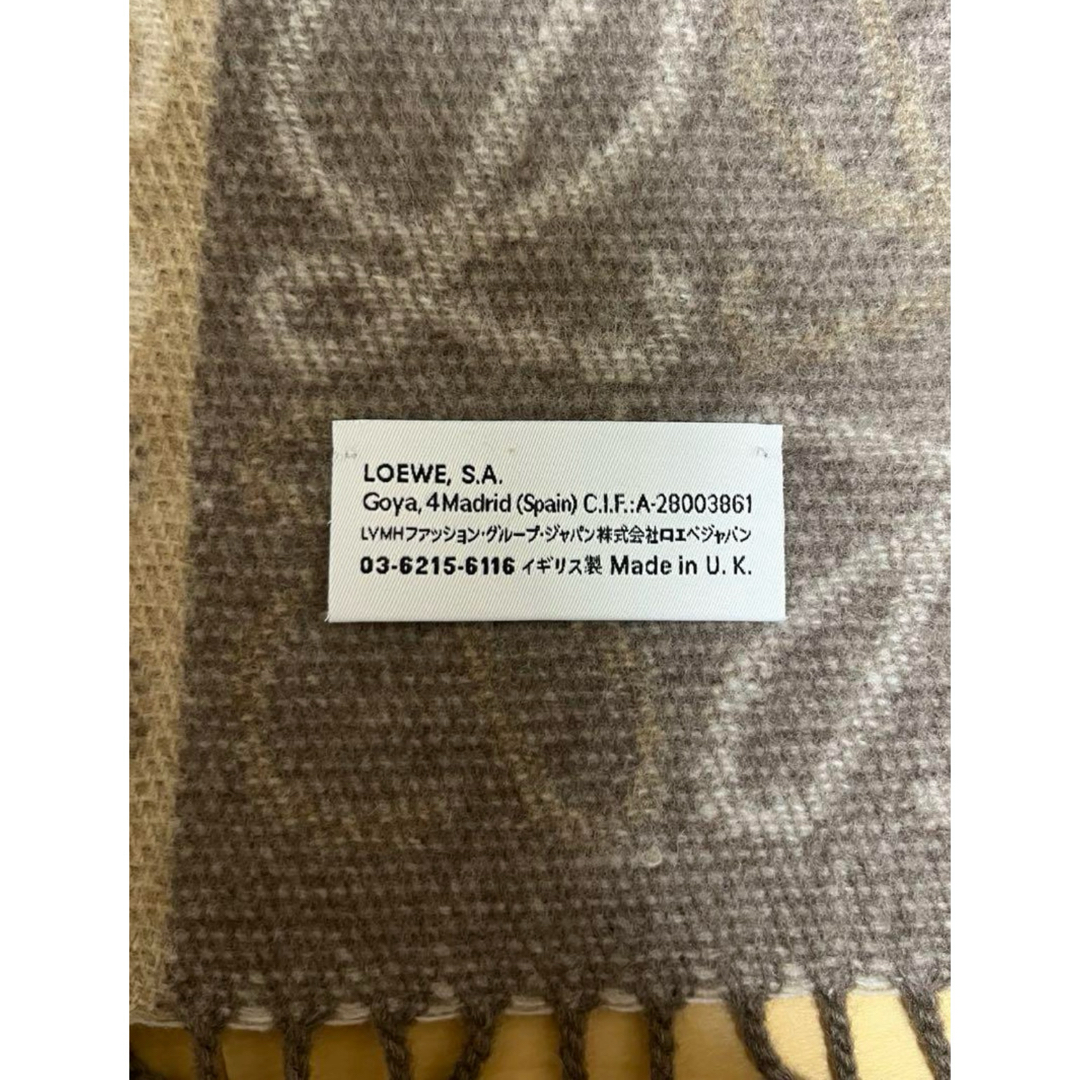 LOEWE, S.A.
Goya, 4 Madrid (Spain) C.I.F.:A-28003861
LVMHファッション・グループ・ジャパン株式会社ロエベジャパン
03-6215-6116 イギリス製 Made in U. K.